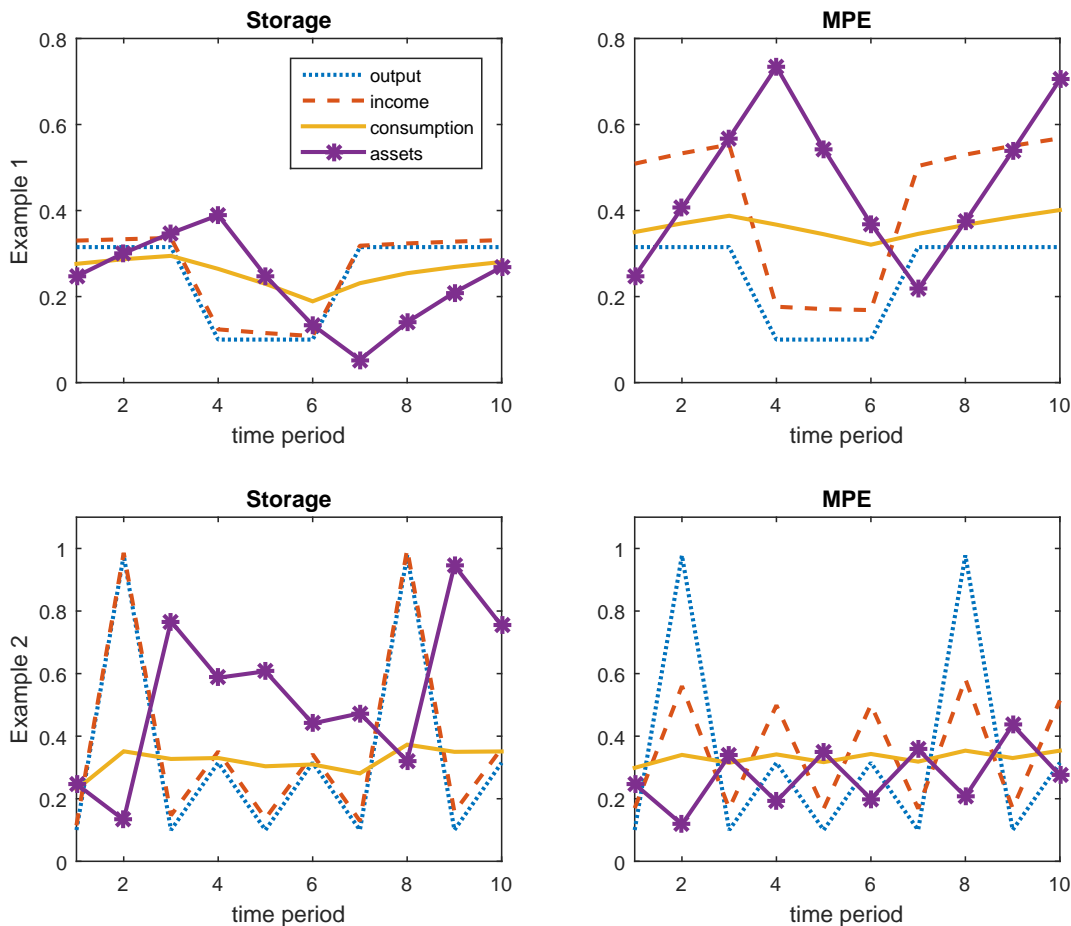 Storage
0.8
0.6
0.4
0.2
0
Example 1
output
income
consumption
assets
2 4 6 8 10
time period
MPE
0.8
0.6
0.4
0.2
0
2 4 6 8 10
time period
Storage
1
0.8
0.6
0.4
0.2
0
Example 2
2 4 6 8 10
time period
MPE
1
0.8
0.6
0.4
0.2
0
2 4 6 8 10
time period